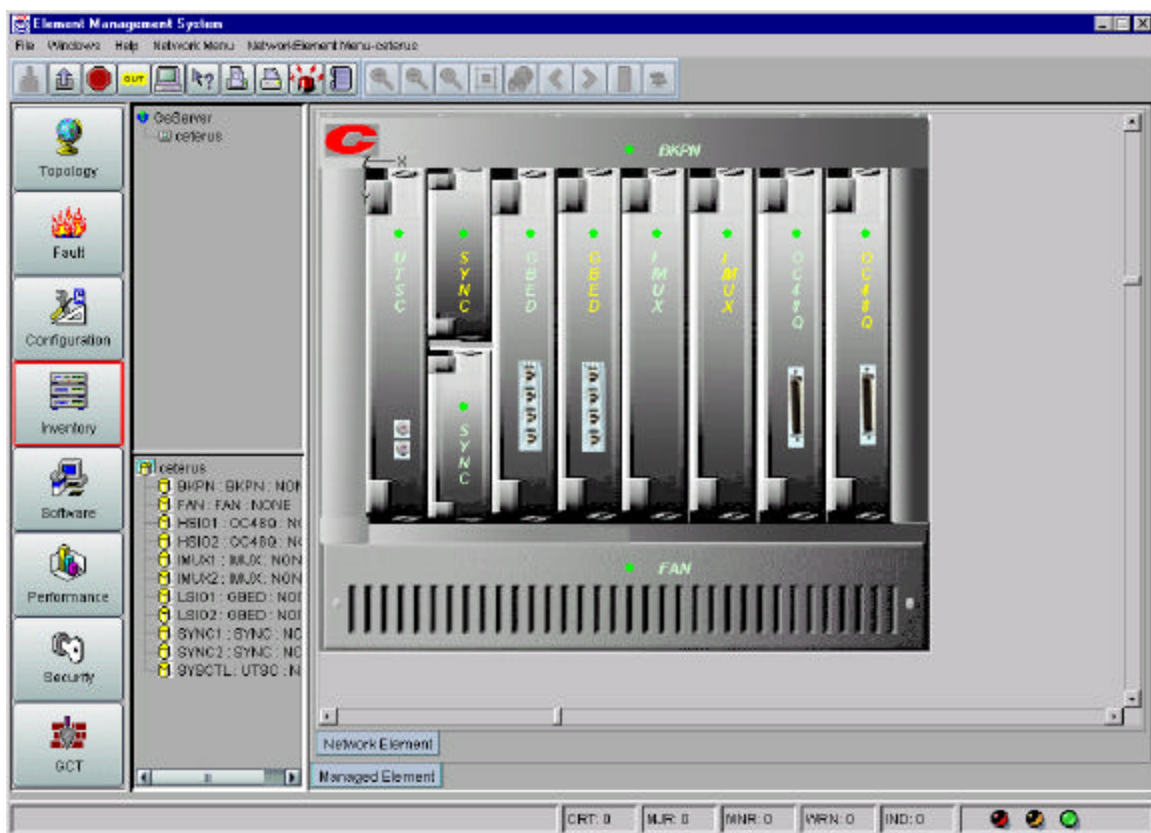 Element Management System
File Windows Help Network Menu NetworkElement Menu-ceterus
OUT
Topology
Fault
Configuration
Inventory
Software
Performance
Security
GCT
GeServer
ceterus
ceterus
BKPN : BKPN : NON
FAN : FAN : NONE
HSIO1 : OC48Q : NO
HSIO2 : OC48Q : NO
IMUX1 : IMUX : NON
IMUX2 : IMUX : NON
LSIO1 : GBED : NO
LSIO2 : GBED : NO
SYNC1 : SYNC : NC
SYNC2 : SYNC : NC
SYSCTL : UTSC : N
C
BKPN
Z X
Y
UTSC
SYNC
SYNC
GBED
GBED
IMUX
IMUX
OC48Q
OC48Q
FAN
Network Element
Managed Element
CRT: 0 MJR: 0 MNR: 0 WRN: 0 IND: 0